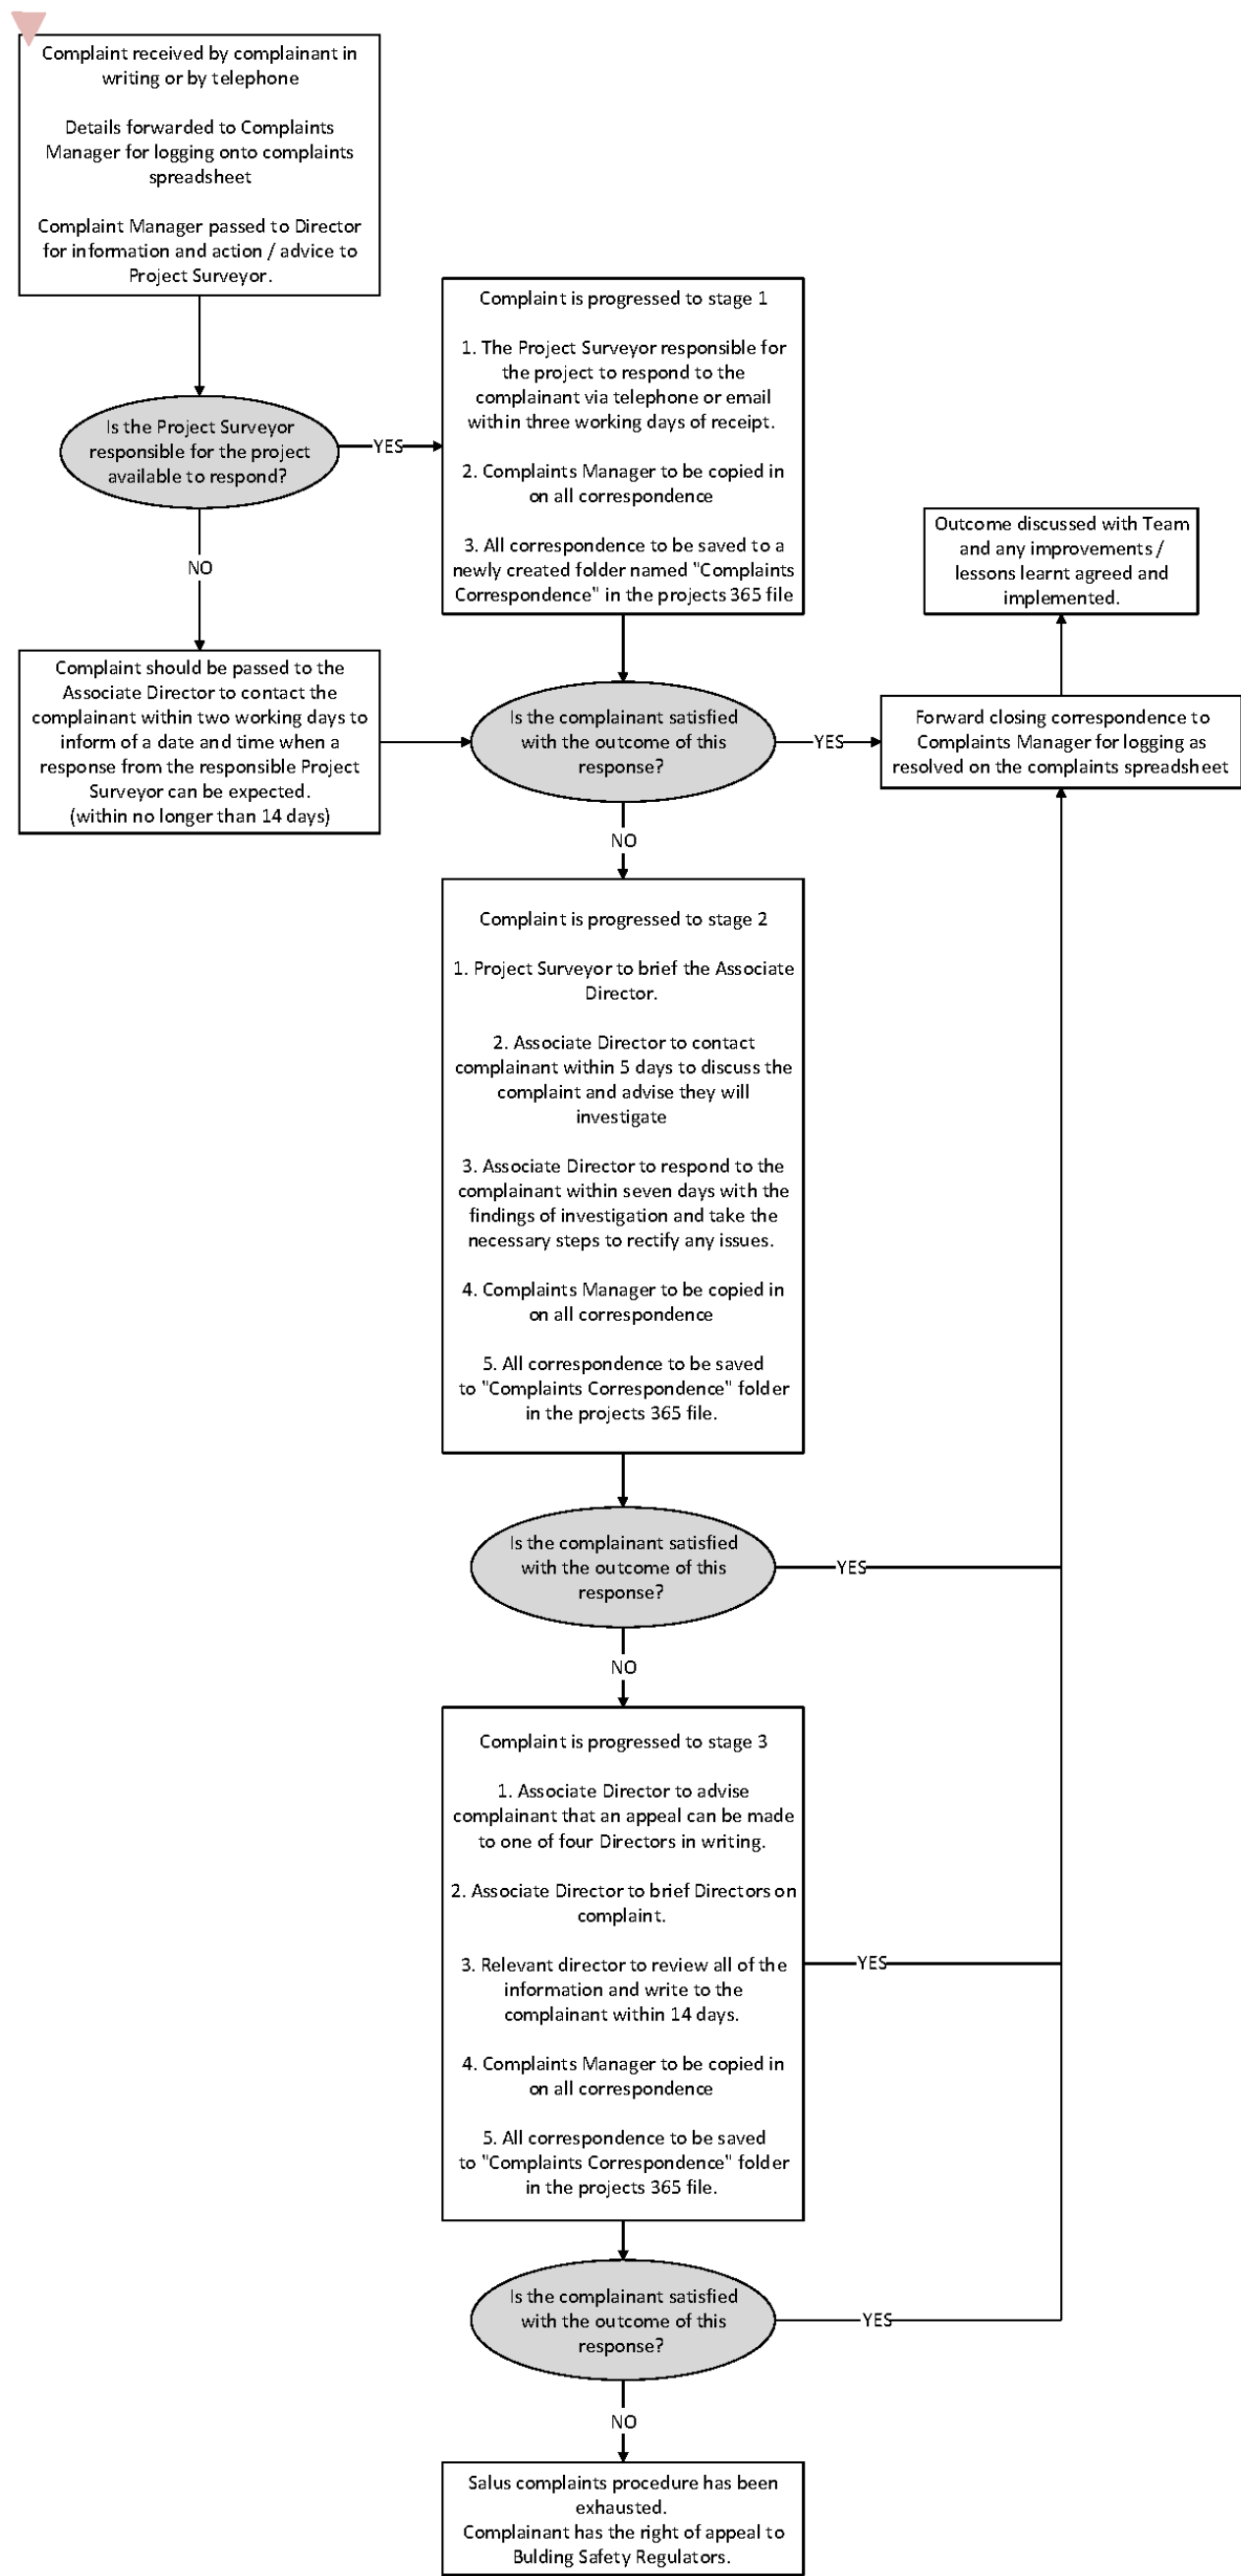 Complaint received by complainant in
writing or by telephone
Details forwarded to Complaints
Manager for logging onto complaints
spreadsheet
Complaint Manager passed to Director
for information and action / advice to
Project Surveyor.
Is the Project Surveyor
responsible for the project
available to respond?
YES
Complaint is progressed to stage 1
1. The Project Surveyor responsible for
the project to respond to the
complainant via telephone or email
within three working days of receipt.
2. Complaints Manager to be copied in
on all correspondence
3. All correspondence to be saved to a
newly created folder named "Complaints
Correspondence" in the projects 365 file
NO
Complaint should be passed to the
Associate Director to contact the
complainant within two working days to
inform of a date and time when a
response from the responsible Project
Surveyor can be expected.
(within no longer than 14 days)
Is the complainant satisfied
with the outcome of this
response?
YES
Forward closing correspondence to
Complaints Manager for logging as
resolved on the complaints spreadsheet
Outcome discussed with Team
and any improvements /
lessons learnt agreed and
implemented.
NO
Complaint is progressed to stage 2
1. Project Surveyor to brief the Associate
Director.
2. Associate Director to contact
complainant within 5 days to discuss the
complaint and advise they will
investigate
3. Associate Director to respond to the
complainant within seven days with the
findings of investigation and take the
necessary steps to rectify any issues.
4. Complaints Manager to be copied in
on all correspondence
5. All correspondence to be saved
to "Complaints Correspondence" folder
in the projects 365 file.
Is the complainant satisfied
with the outcome of this
response?
YES
NO
Complaint is progressed to stage 3
1. Associate Director to advise
complainant that an appeal can be made
to one of four Directors in writing.
2. Associate Director to brief Directors on
complaint.
3. Relevant director to review all of the
information and write to the
complainant within 14 days.
4. Complaints Manager to be copied in
on all correspondence
5. All correspondence to be saved
to "Complaints Correspondence" folder
in the projects 365 file.
YES
Is the complainant satisfied
with the outcome of this
response?
YES
NO
Salus complaints procedure has been
exhausted.
Complainant has the right of appeal to
Bulding Safety Regulators.